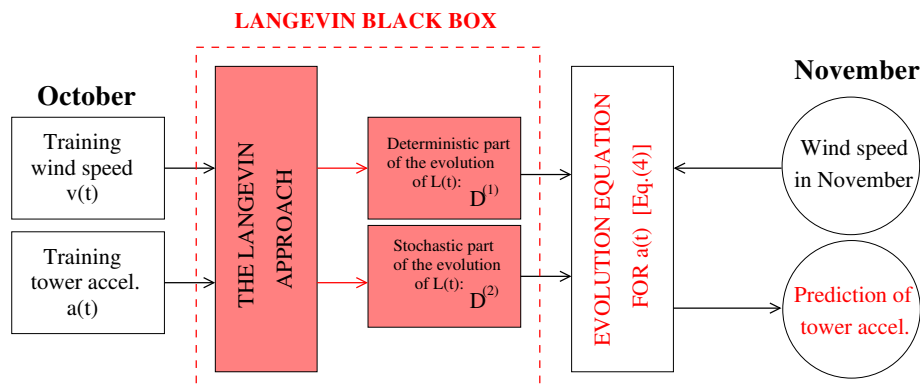 LANGEVIN BLACK BOX
October
Training
wind speed
v(t)
Training
tower accel.
a(t)
THE LANGEVIN
APPROACH
Deterministic part
of the evolution
of L(t):
D(1)
Stochastic part
of the evolution
of L(t):
D(2)
EVOLUTION EQUATION
FOR a(t) [Eq.(4)]
November
Wind speed
in November
Prediction of
tower accel.